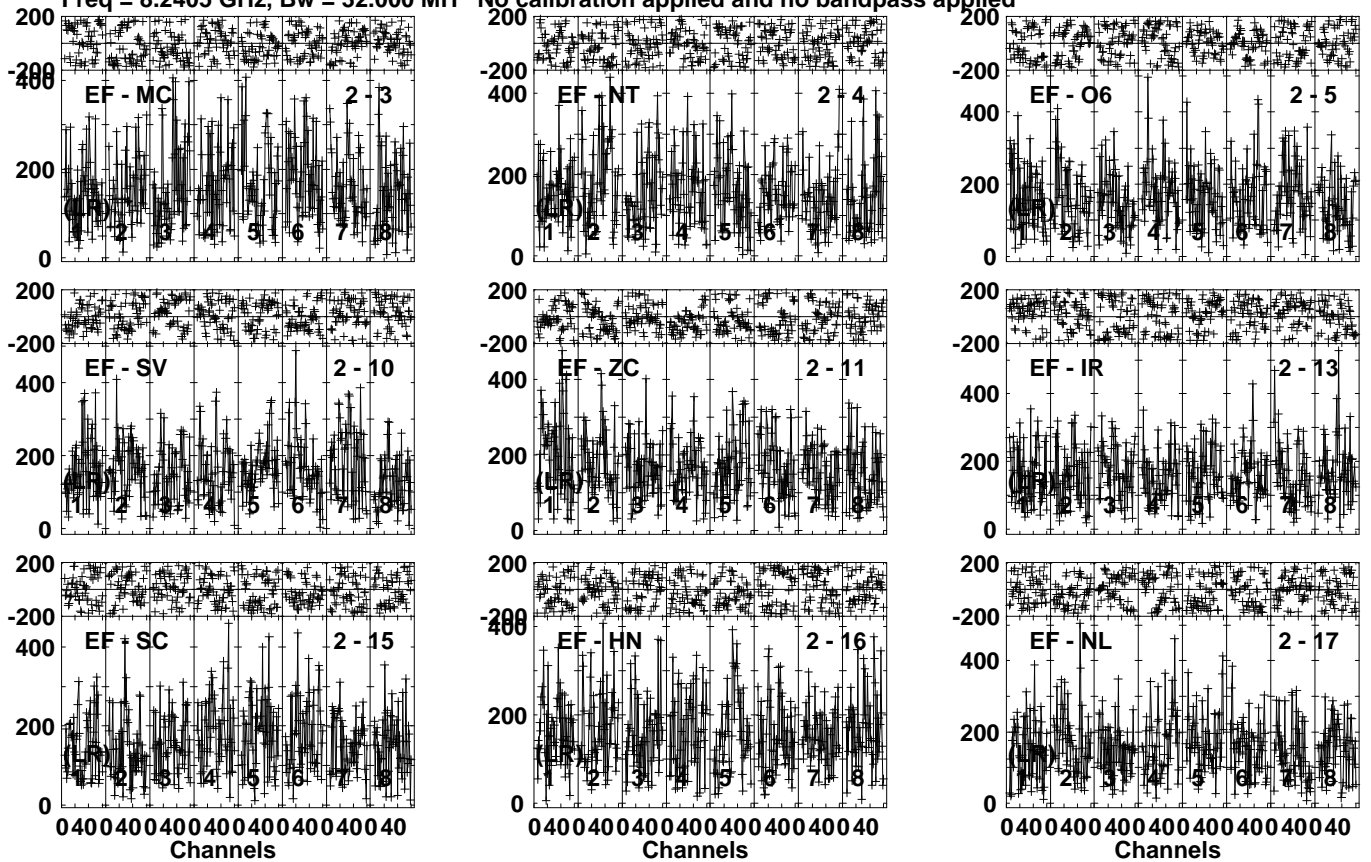 Freq = 8.2405 GHz, Bw = 32.000 MH No calibration applied and no bandpass applied
200 200 200
-200 -200 -200
400 EF - MC 2 - 3 400 EF - NT 2 - 4 400 EF - O6 2 - 5
200 200 200
(LR) (LR) (LR)
1 2 3 4 5 6 7 8 1 2 3 4 5 6 7 8 1 2 3 4 5 6 7 8
0 0 0
200 200 200
-200 -200 -200
EF - SV 2 - 10 EF - ZC 2 - 11 EF - IR 2 - 13
400 400 400
200 200 200
(LR) (LR) (LR)
1 2 3 4 5 6 7 8 1 2 3 4 5 6 7 8 1 2 3 4 5 6 7 8
0 0 0
200 200 200
-200 -200 -200
400 EF - SC 2 - 15 400 EF - HN 2 - 16 400 EF - NL 2 - 17
200 200 200
(LR) (LR) (LR)
1 2 3 4 5 6 7 8 1 2 3 4 5 6 7 8 1 2 3 4 5 6 7 8
0 0 0
0 40 0 40 0 40 0 40 0 40 0 40 0 40 0 40 0 40 0 40 0 40 0 40 0 40 0 40 0 40 0 40 0 40 0 40 0 40 0 40 0 40 0 40 0 40 0 40
Channels Channels Channels